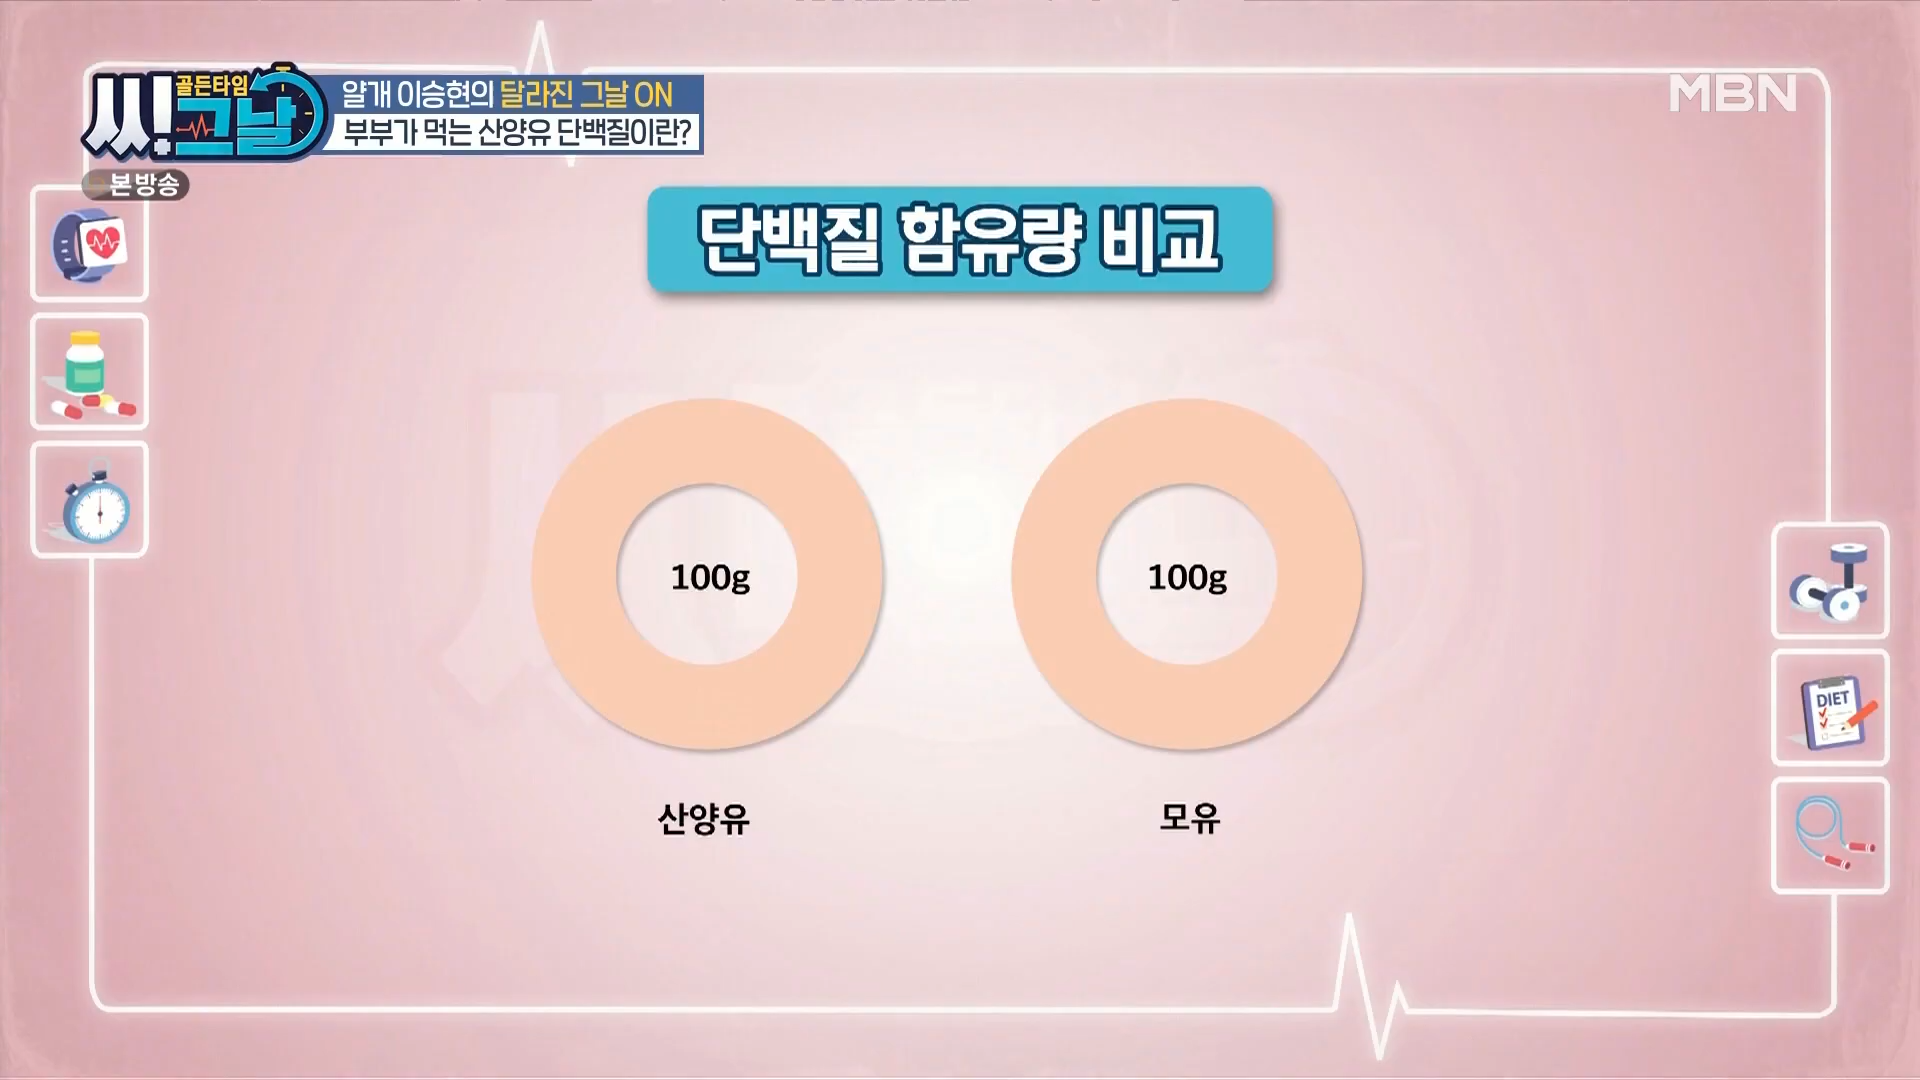 골든타임
씨!그날
얄개 이승현의 달라진 그날 ON
부부가 먹는 산양유 단백질이란?
본 방송
MBN
단백질 함유량 비교
100g
100g
산양유
모유
DIET